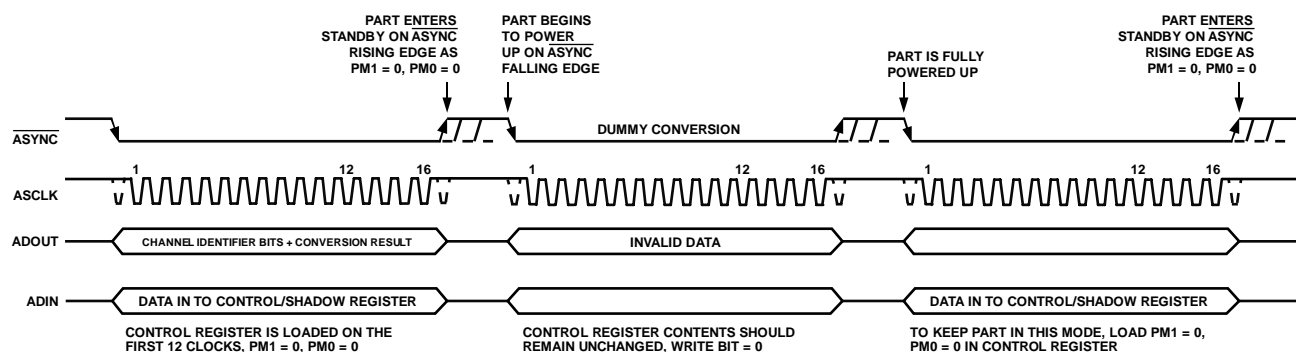 PART ENTERS
STANDBY ON ASYNC
RISING EDGE AS
PM1 = 0, PM0 = 0
PART BEGINS
TO POWER
UP ON ASYNC
FALLING EDGE
PART IS FULLY
POWERED UP
PART ENTERS
STANDBY ON ASYNC
RISING EDGE AS
PM1 = 0, PM0 = 0
ASYNC
DUMMY CONVERSION
ASCLK
1 12 16
1 12 16
1 12 16
ADOUT
CHANNEL IDENTIFIER BITS + CONVERSION RESULT
INVALID DATA
ADIN
DATA IN TO CONTROL/SHADOW REGISTER
DATA IN TO CONTROL/SHADOW REGISTER
CONTROL REGISTER IS LOADED ON THE
FIRST 12 CLOCKS, PM1 = 0, PM0 = 0
CONTROL REGISTER CONTENTS SHOULD
REMAIN UNCHANGED, WRITE BIT = 0
TO KEEP PART IN THIS MODE, LOAD PM1 = 0,
PM0 = 0 IN CONTROL REGISTER